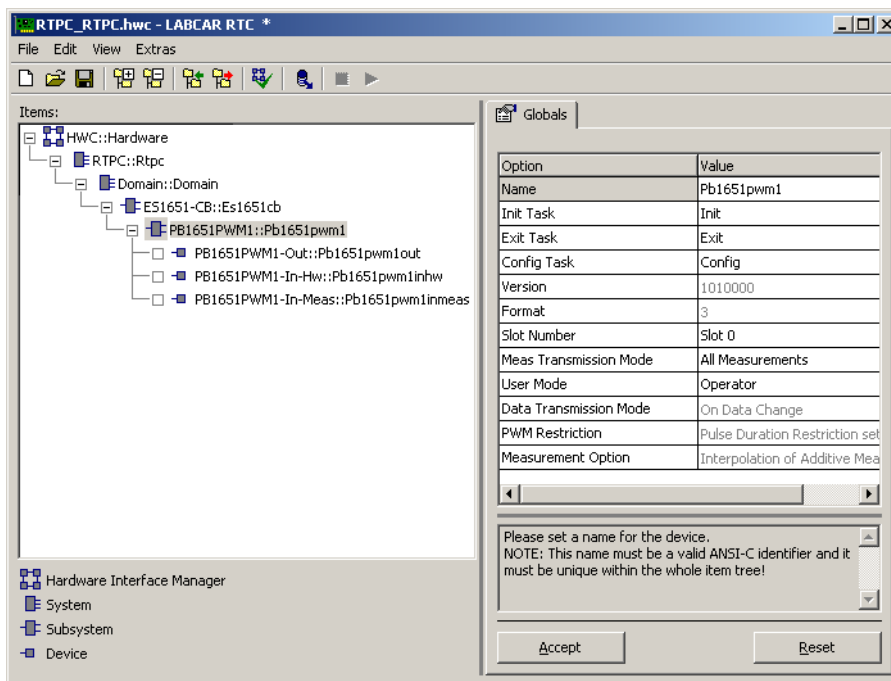 RTPC_RTPC.hwc - LABCAR RTC *
File Edit View Extras
Items:
HWC::Hardware
RTPC::Rtpc
Domain::Domain
ES1651-CB::Es1651cb
PB1651PWM1::Pb1651pwm1
PB1651PWM1-Out::Pb1651pwm1out
PB1651PWM1-In-Hw::Pb1651pwm1inhw
PB1651PWM1-In-Meas::Pb1651pwm1inmeas
Hardware Interface Manager
System
Subsystem
Device
Globals
Option Value
Name Pb1651pwm1
Init Task Init
Exit Task Exit
Config Task Config
Version 1010000
Format 3
Slot Number Slot 0
Meas Transmission Mode All Measurements
User Mode Operator
Data Transmission Mode On Data Change
PWM Restriction Pulse Duration Restriction set
Measurement Option Interpolation of Additive Mea
Please set a name for the device.
NOTE: This name must be a valid ANSI-C identifier and it
must be unique within the whole item tree!
Accept Reset